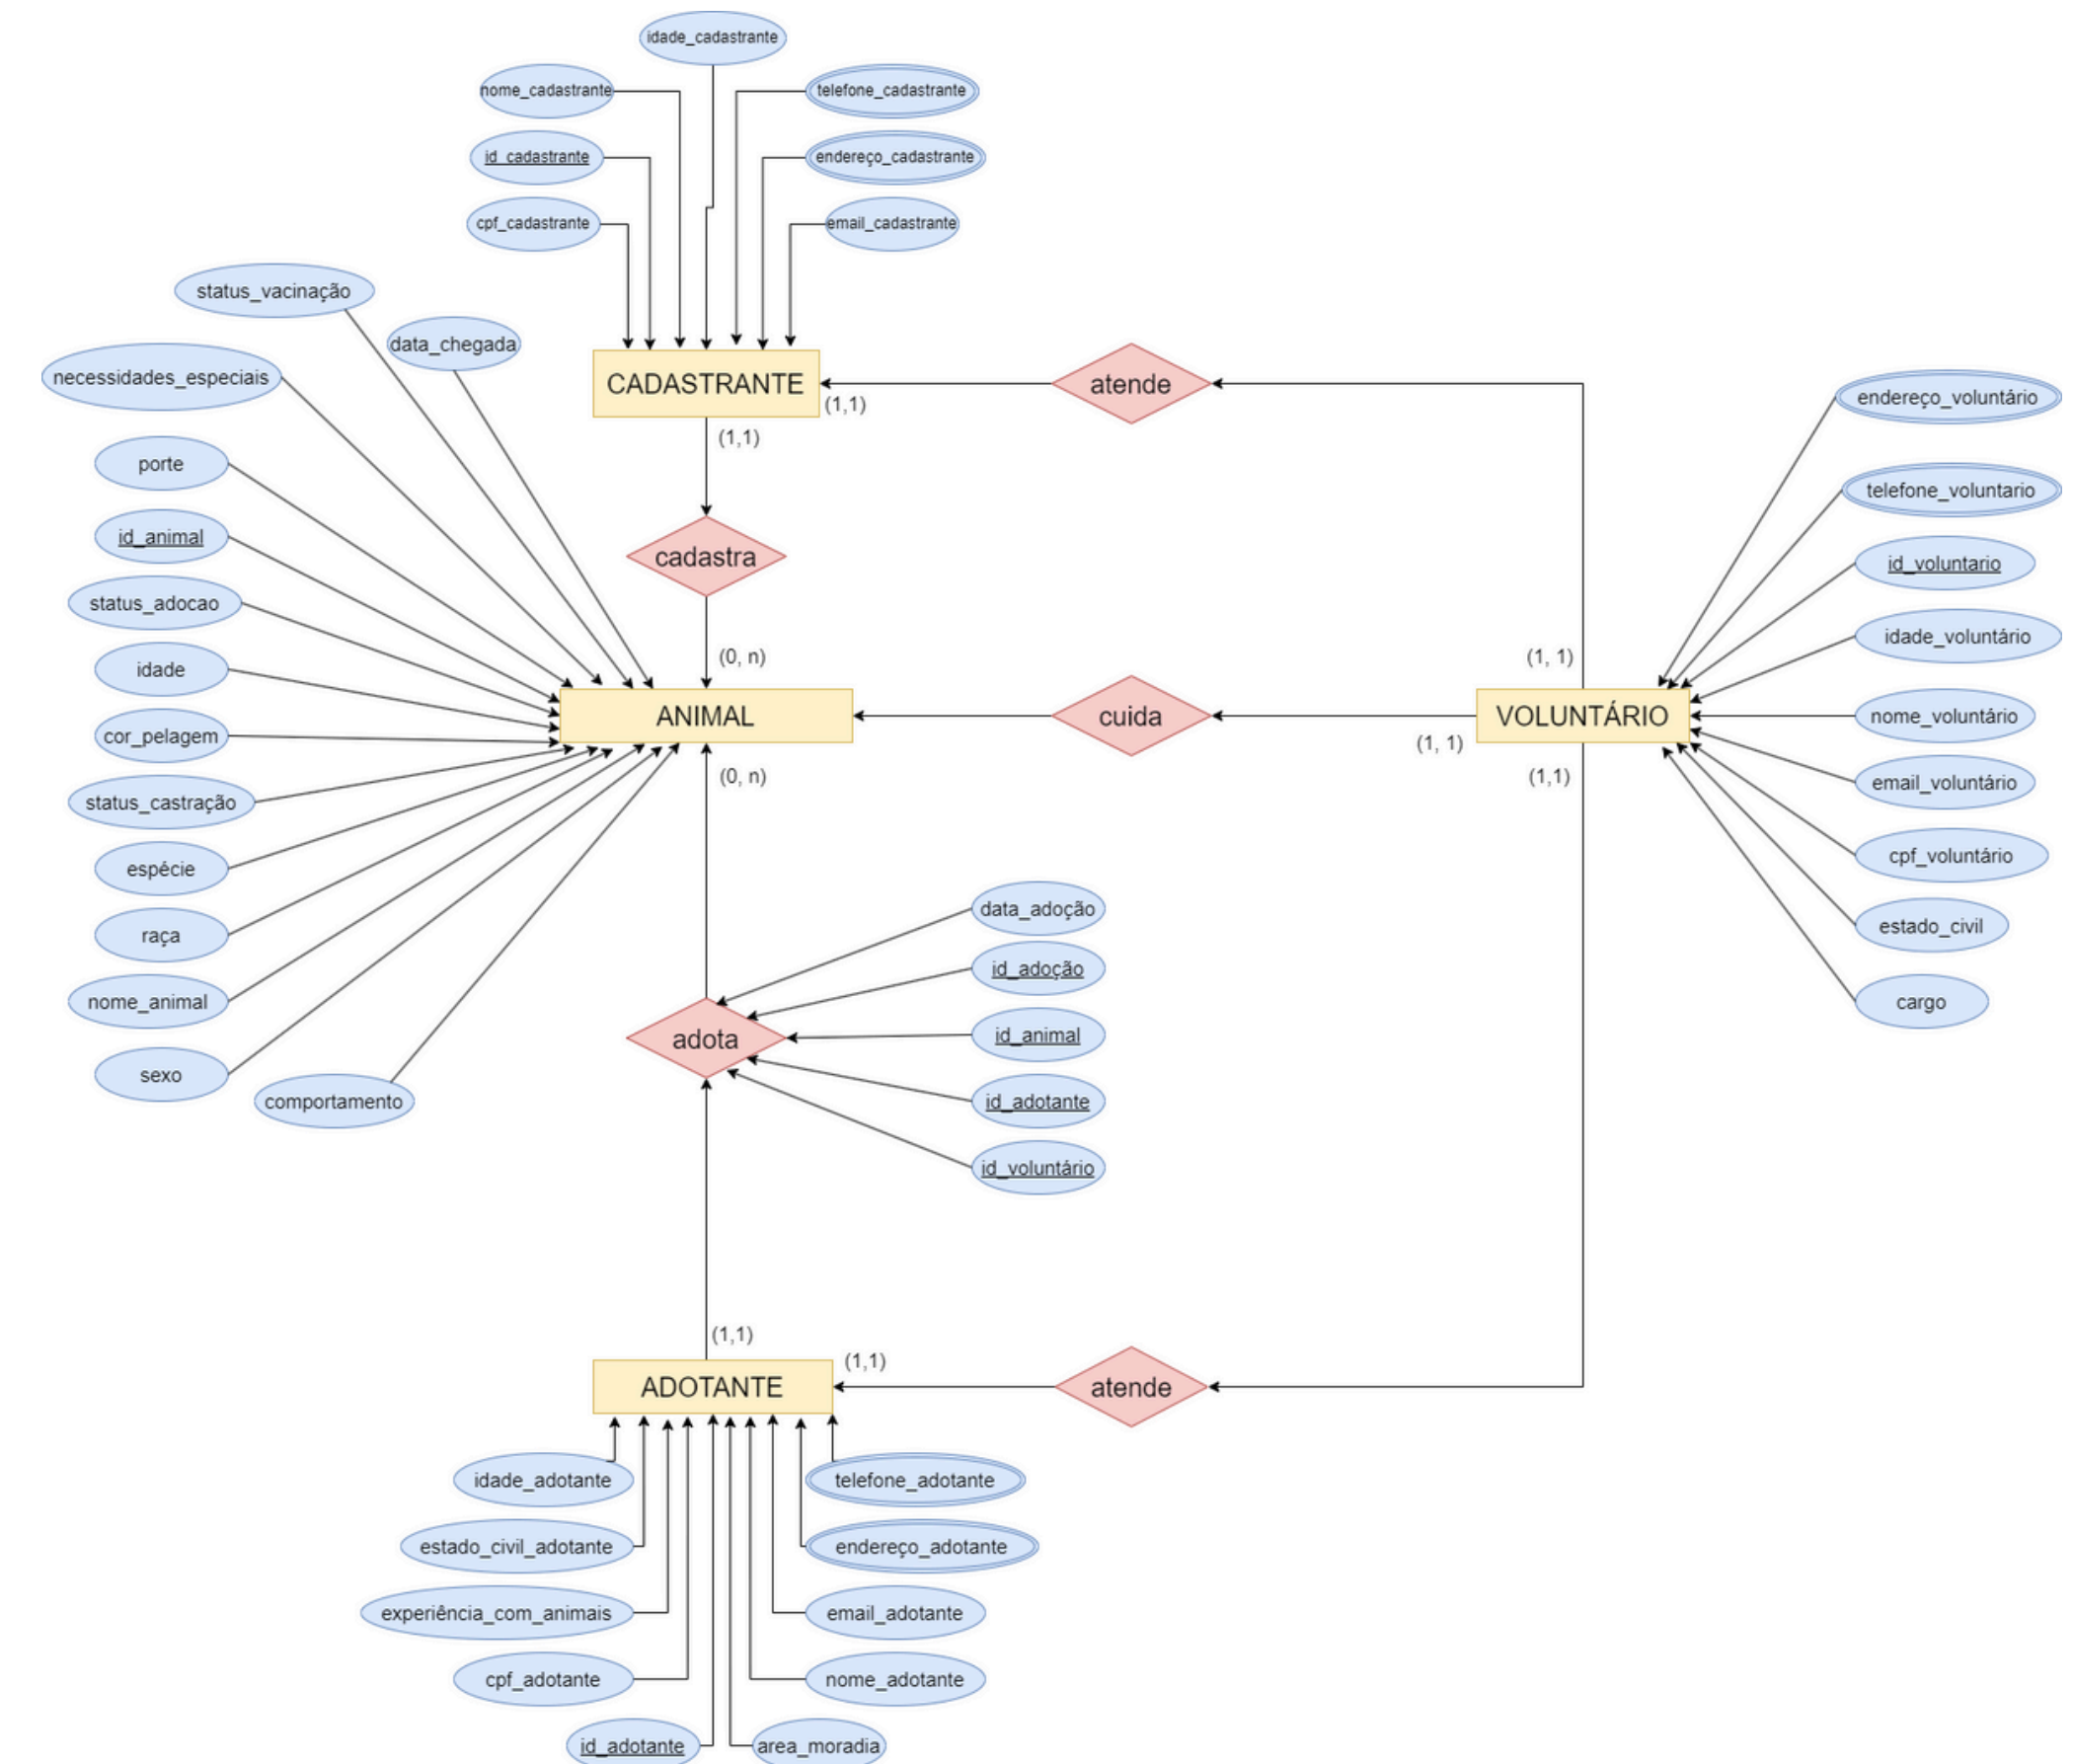 idade_cadastrante
nome_cadastrante
telefone_cadastrante
id_cadastrante
endereço_cadastrante
cpf_cadastrante
email_cadastrante
status_vacinação
data_chegada
necessidades_especiais
CADASTRANTE
atende
(1,1)
(1,1)
endereço_voluntário
porte
telefone_voluntario
id_animal
cadastra
id_voluntario
status_adocao
idade_voluntário
idade
(0, n)
(1, 1)
ANIMAL
cuida
VOLUNTÁRIO
nome_voluntário
cor_pelagem
(1, 1)
(0, n)
(1,1)
email_voluntário
status_castração
espécie
cpf_voluntário
raça
data_adoção
estado_civil
id_adoção
nome_animal
cargo
adota
id_animal
sexo
comportamento
id_adotante
id_voluntário
(1,1)
(1,1)
ADOTANTE
atende
idade_adotante
telefone_adotante
estado_civil_adotante
endereço_adotante
experiência_com_animais
email_adotante
cpf_adotante
nome_adotante
id_adotante
area_moradia